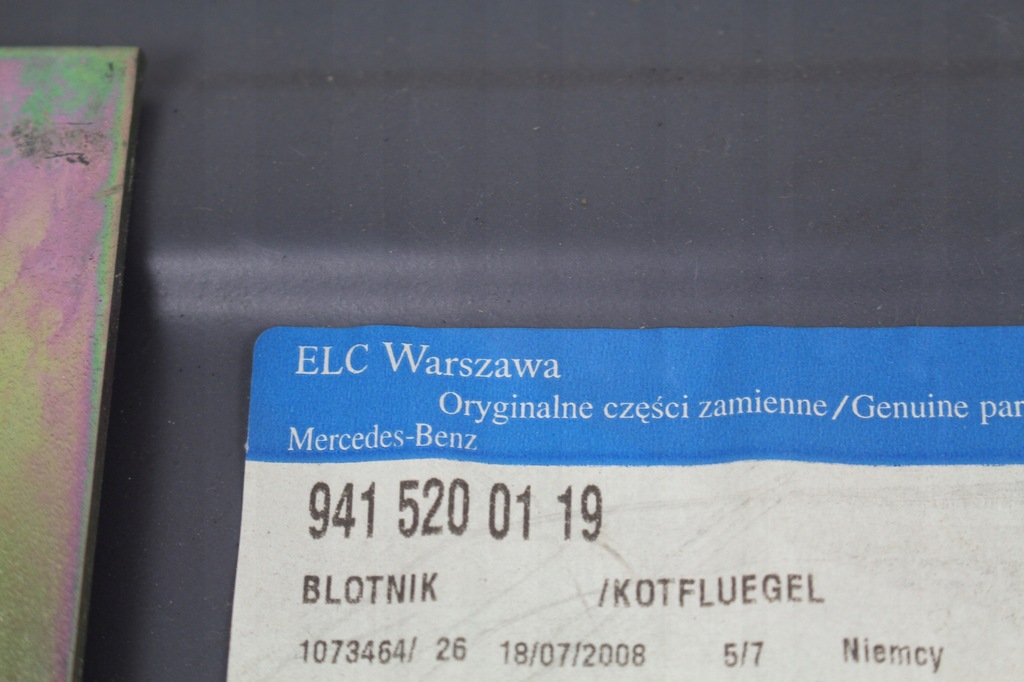 ELC Warszawa
Oryginalne części zamienne/Genuine par
Mercedes-Benz
941 520 01 19
BLOTNIK /KOTFLUEGEL
1073464/ 26 18/07/2008 5/7 Niemcy